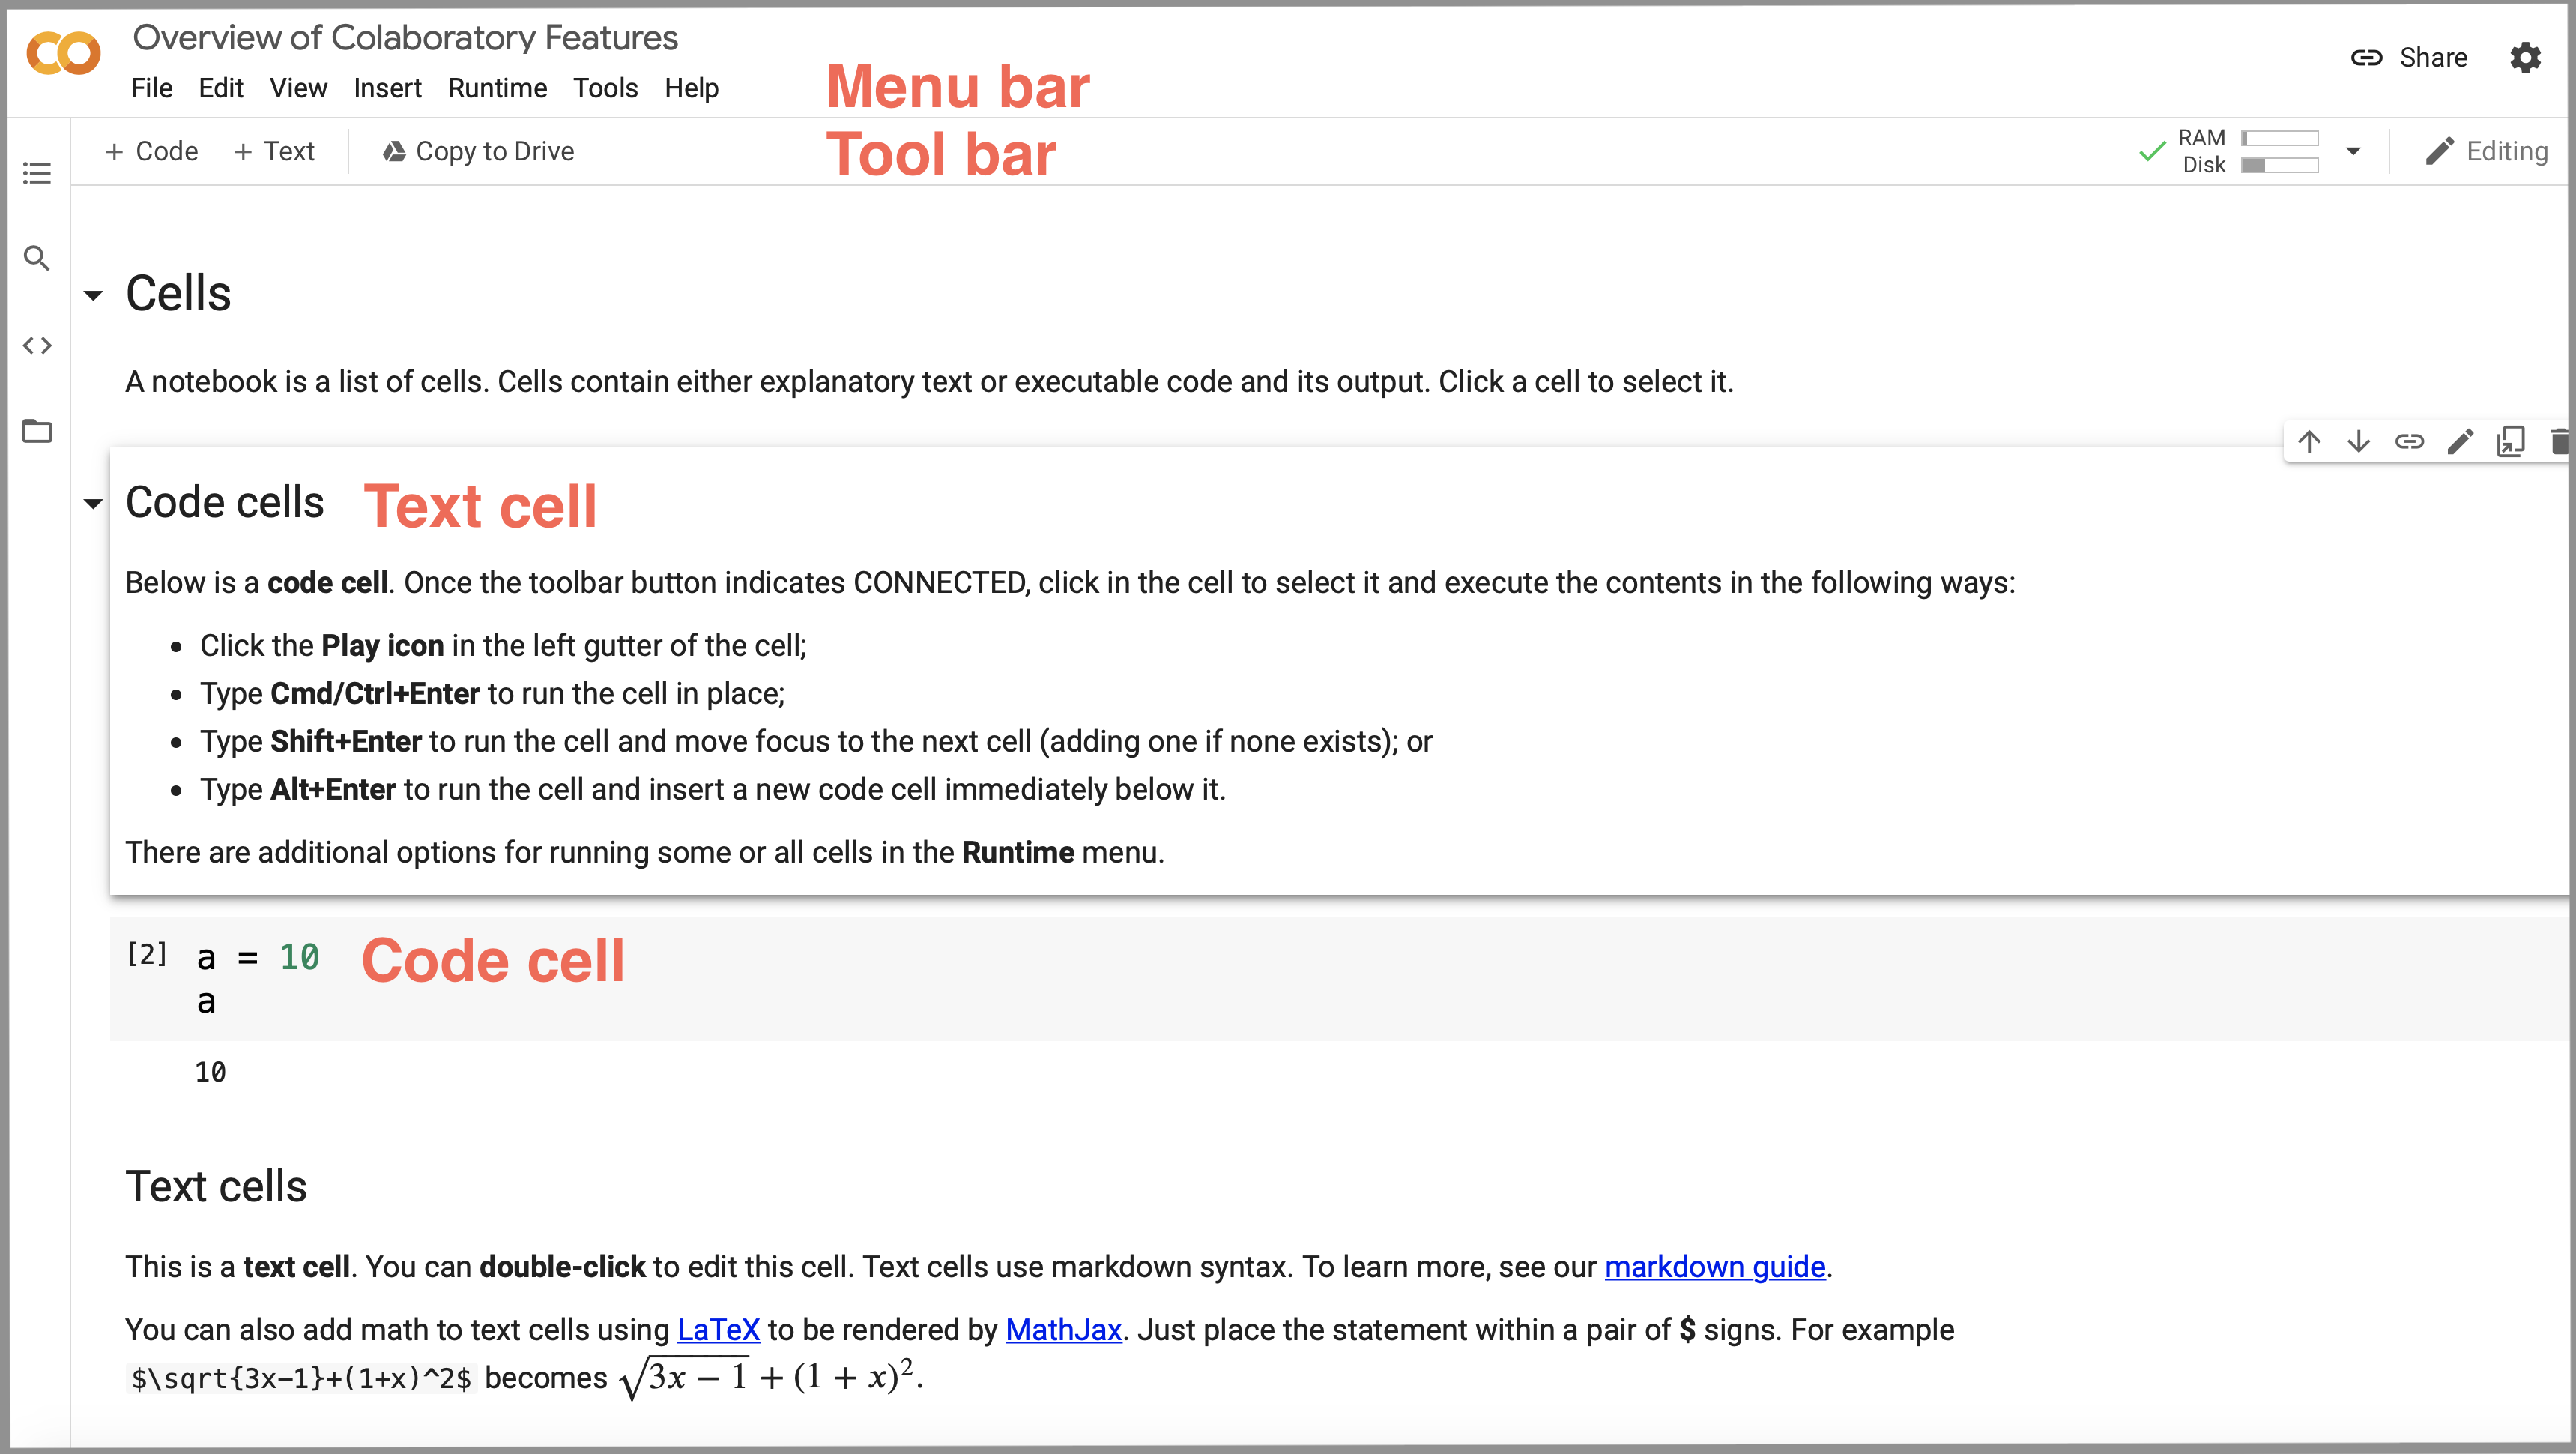 Overview of Colaboratory Features
File Edit View Insert Runtime Tools Help
Menu bar
Share
+ Code + Text Copy to Drive
Tool bar
RAM
Disk
Editing
Cells
A notebook is a list of cells. Cells contain either explanatory text or executable code and its output. Click a cell to select it.
Code cells
Text cell
Below is a code cell. Once the toolbar button indicates CONNECTED, click in the cell to select it and execute the contents in the following ways:
• Click the Play icon in the left gutter of the cell;
• Type Cmd/Ctrl+Enter to run the cell in place;
• Type Shift+Enter to run the cell and move focus to the next cell (adding one if none exists); or
• Type Alt+Enter to run the cell and insert a new code cell immediately below it.
There are additional options for running some or all cells in the Runtime menu.
[2] a = 10
Code cell
a
10
Text cells
This is a text cell. You can double-click to edit this cell. Text cells use markdown syntax. To learn more, see our markdown guide.
You can also add math to text cells using LaTeX to be rendered by MathJax. Just place the statement within a pair of $ signs. For example
$\sqrt{3x-1}+(1+x)^2$ becomes √3x − 1 + (1 + x)².